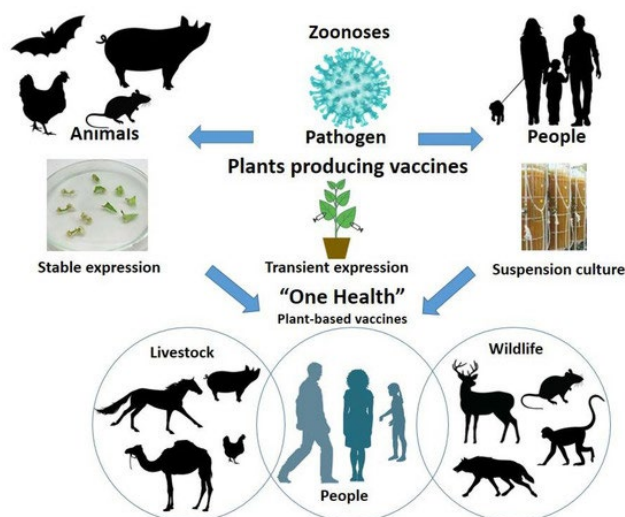 Zoonoses
Animals
Pathogen
People
Plants producing vaccines
Stable expression
Transient expression
Suspension culture
“One Health”
Plant-based vaccines
Livestock
Wildlife
People